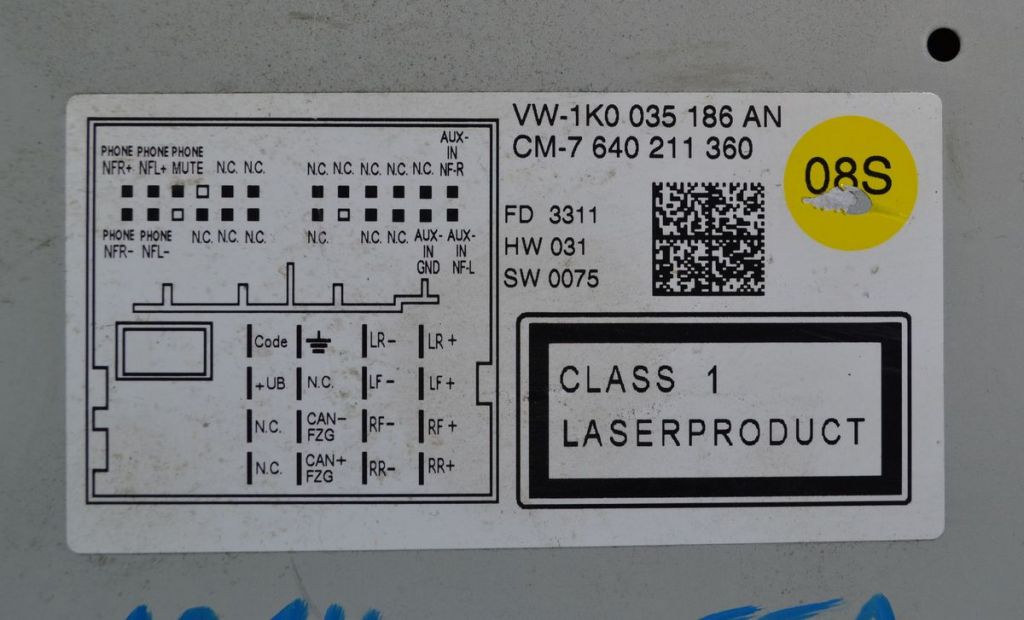 VW-1K0 035 186 AN
CM-7 640 211 360
08S
FD 3311
HW 031
SW 0075
CLASS 1
LASERPRODUCT
PHONE PHONE PHONE
NFR+ NFL+ MUTE N.C. N.C.
N.C. N.C. N.C. N.C. N.C.
AUX-
IN
NF-R
PHONE PHONE
NFR- NFL-
N.C. N.C. N.C.
N.C. N.C. N.C.
AUX-
IN
GND
AUX-
IN
NF-L
Code LR- LR+
+UB N.C. LF- LF+
N.C. CAN- FZG RF- RF+
N.C. CAN+ FZG RR- RR+